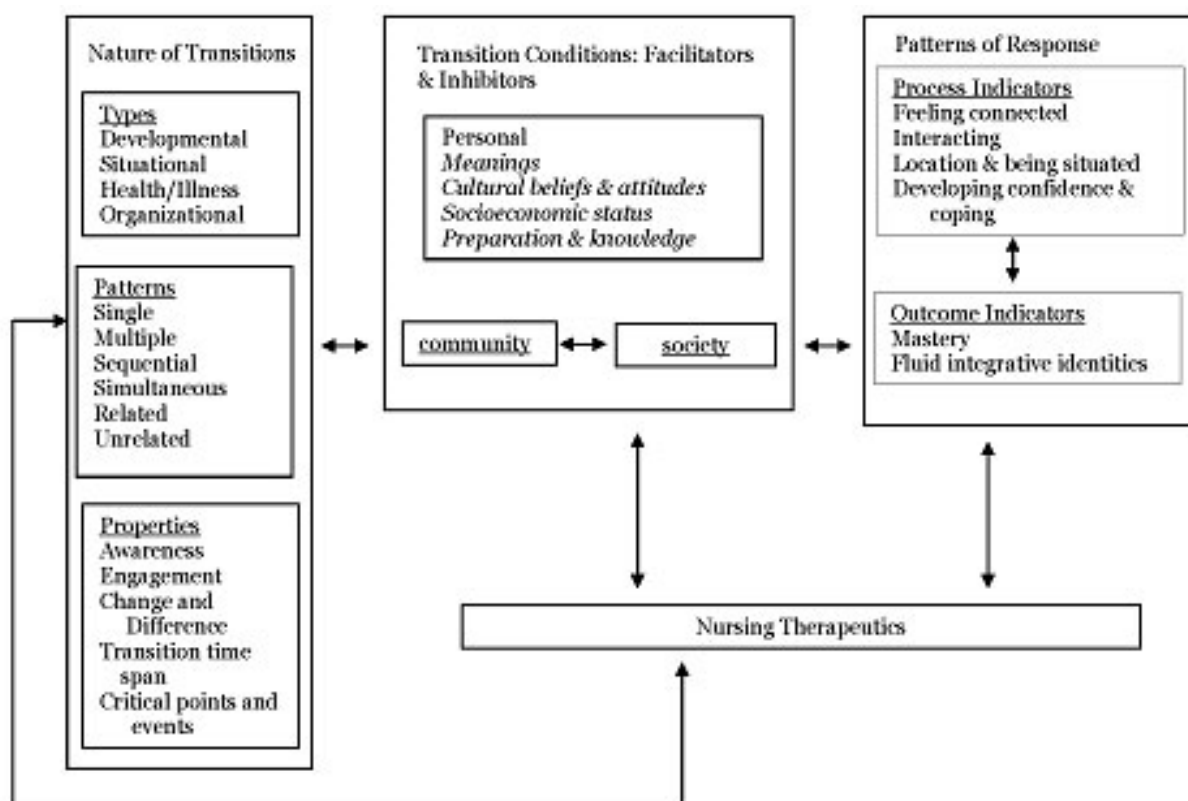 Nature of Transitions
Types
Developmental
Situational
Health/Illness
Organizational
Patterns
Single
Multiple
Sequential
Simultaneous
Related
Unrelated
Properties
Awareness
Engagement
Change and
Difference
Transition time
span
Critical points and
events
Transition Conditions: Facilitators
& Inhibitors
Personal
Meanings
Cultural beliefs & attitudes
Socioeconomic status
Preparation & knowledge
community
society
Patterns of Response
Process Indicators
Feeling connected
Interacting
Location & being situated
Developing confidence &
coping
Outcome Indicators
Mastery
Fluid integrative identities
Nursing Therapeutics